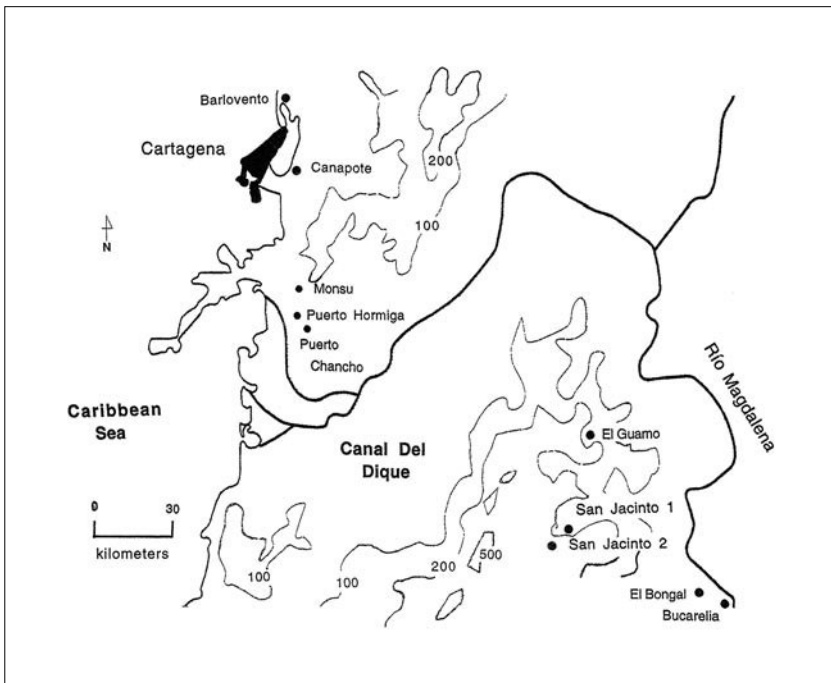 Barlovento
Cartagena
Canapote
200
100
N
Monsu
Puerto Hormiga
Puerto
Chancho
Río Magdalena
Caribbean
Sea
Canal Del
Dique
El Guamo
0 30
kilometers
San Jacinto 1
San Jacinto 2
500
200
100
100
El Bongal
Bucarelia